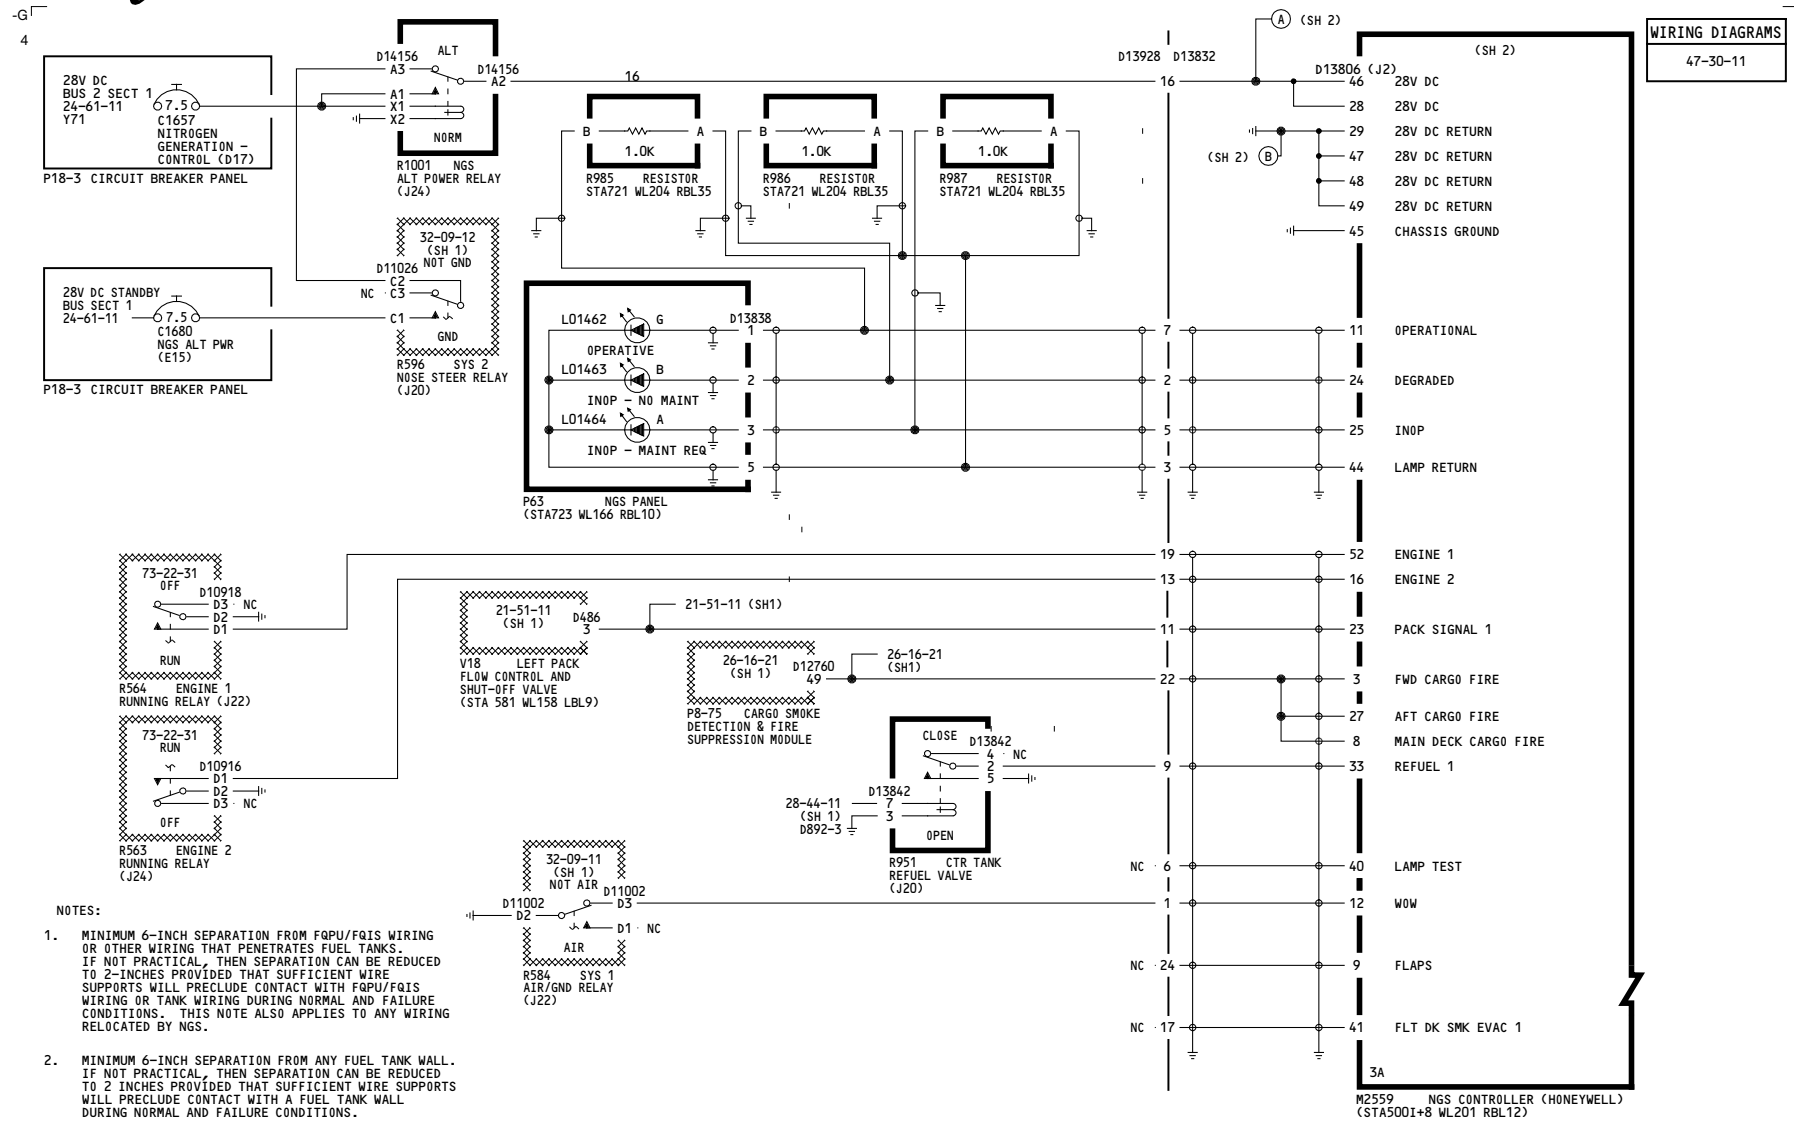 -G
4
WIRING DIAGRAMS
47-30-11
28V DC
BUS 2 SECT 1
24-61-11
Y71
7.5
C1657
NITROGEN
GENERATION -
CONTROL (D17)
P18-3 CIRCUIT BREAKER PANEL
D14156
ALT
A3
A1
X1
X2
D14156
A2
NORM
R1001 NGS
ALT POWER RELAY
(J24)
16
28V DC STANDBY
BUS SECT 1
24-61-11
7.5
C1680
NGS ALT PWR
(E15)
P18-3 CIRCUIT BREAKER PANEL
32-09-12
(SH 1)
NOT GND
D11026
C2
NC C3
C1
GND
R596 SYS 2
NOSE STEER RELAY
(J20)
B A
1.0K
R985 RESISTOR
STA721 WL204 RBL35
B A
1.0K
R986 RESISTOR
STA721 WL204 RBL35
B A
1.0K
R987 RESISTOR
STA721 WL204 RBL35
L01462 G
OPERATIVE
L01463 B
INOP - NO MAINT
L01464 A
INOP - MAINT REQ
D13838
1
2
3
5
P63 NGS PANEL
(STA723 WL166 RBL10)
D13928 D13832
16
7
2
5
3
19
13
11
22
9
NC 6
1
NC 24
NC 17
A (SH 2)
(SH 2) B
(SH 2)
D13806 (J2)
46 28V DC
28 28V DC
29 28V DC RETURN
47 28V DC RETURN
48 28V DC RETURN
49 28V DC RETURN
45 CHASSIS GROUND
11 OPERATIONAL
24 DEGRADED
25 INOP
44 LAMP RETURN
52 ENGINE 1
16 ENGINE 2
23 PACK SIGNAL 1
3 FWD CARGO FIRE
27 AFT CARGO FIRE
8 MAIN DECK CARGO FIRE
33 REFUEL 1
40 LAMP TEST
12 WOW
9 FLAPS
41 FLT DK SMK EVAC 1
3A
M2559 NGS CONTROLLER (HONEYWELL)
(STA500I+8 WL201 RBL12)
73-22-31
OFF
D10918
D3 NC
D2
D1
RUN
R564 ENGINE 1
RUNNING RELAY (J22)
73-22-31
RUN
D10916
D1
D2
D3 NC
OFF
R563 ENGINE 2
RUNNING RELAY
(J24)
21-51-11
(SH 1)
D486
3
21-51-11 (SH1)
V18 LEFT PACK
FLOW CONTROL AND
SHUT-OFF VALVE
(STA 581 WL158 LBL9)
26-16-21
(SH 1)
D12760
49
26-16-21
(SH1)
P8-75 CARGO SMOKE
DETECTION & FIRE
SUPPRESSION MODULE
CLOSE
D13842
4 NC
2
5
28-44-11
(SH 1)
D892-3
D13842
7
3
OPEN
R951 CTR TANK
REFUEL VALVE
(J20)
32-09-11
(SH 1)
NOT AIR
D11002
D2
D11002
D3
D1 NC
AIR
R584 SYS 1
AIR/GND RELAY
(J22)
NOTES:
1. MINIMUM 6-INCH SEPARATION FROM FQPU/FQIS WIRING
OR OTHER WIRING THAT PENETRATES FUEL TANKS.
IF NOT PRACTICAL, THEN SEPARATION CAN BE REDUCED
TO 2-INCHES PROVIDED THAT SUFFICIENT WIRE
SUPPORTS WILL PRECLUDE CONTACT WITH FQPU/FQIS
WIRING OR TANK WIRING DURING NORMAL AND FAILURE
CONDITIONS. THIS NOTE ALSO APPLIES TO ANY WIRING
RELOCATED BY NGS.
2. MINIMUM 6-INCH SEPARATION FROM ANY FUEL TANK WALL.
IF NOT PRACTICAL, THEN SEPARATION CAN BE REDUCED
TO 2 INCHES PROVIDED THAT SUFFICIENT WIRE SUPPORTS
WILL PRECLUDE CONTACT WITH A FUEL TANK WALL
DURING NORMAL AND FAILURE CONDITIONS.